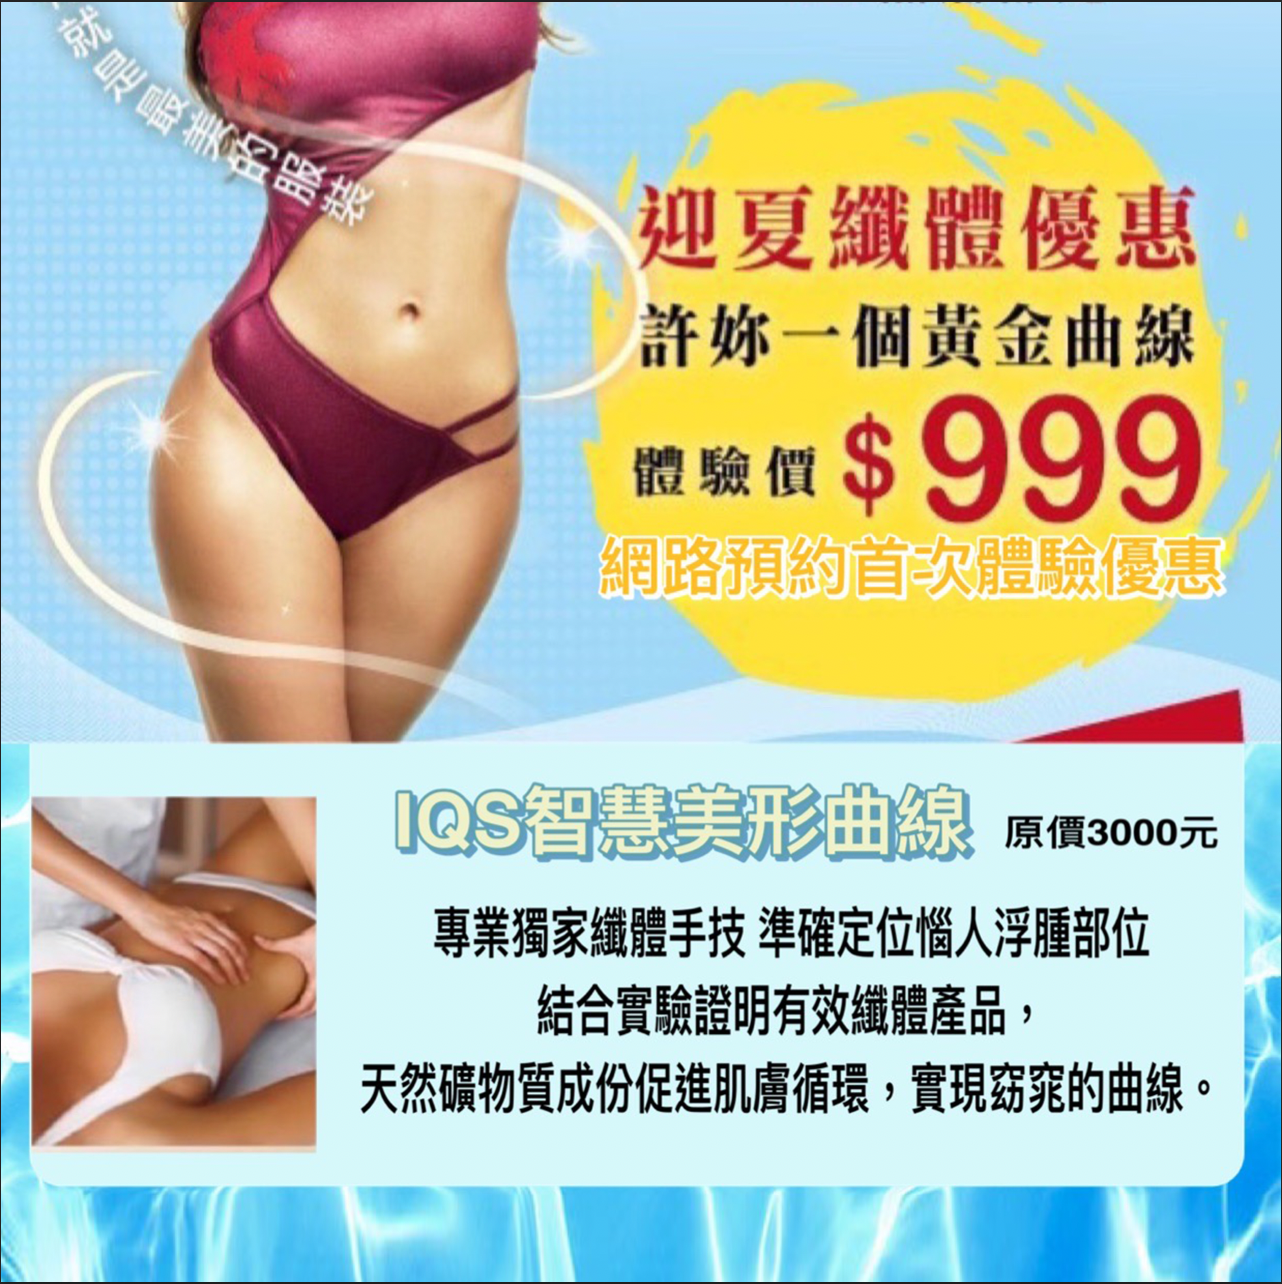 就是最美的服裝
迎夏纖體優惠
許妳一個黃金曲線
體驗價 $999
網路預約首次體驗優惠
IQS智慧美形曲線
原價3000元
專業獨家纖體手技 準確定位惱人浮腫部位
結合實驗證明有效纖體產品，
天然礦物質成份促進肌膚循環，實現窈窕的曲線。